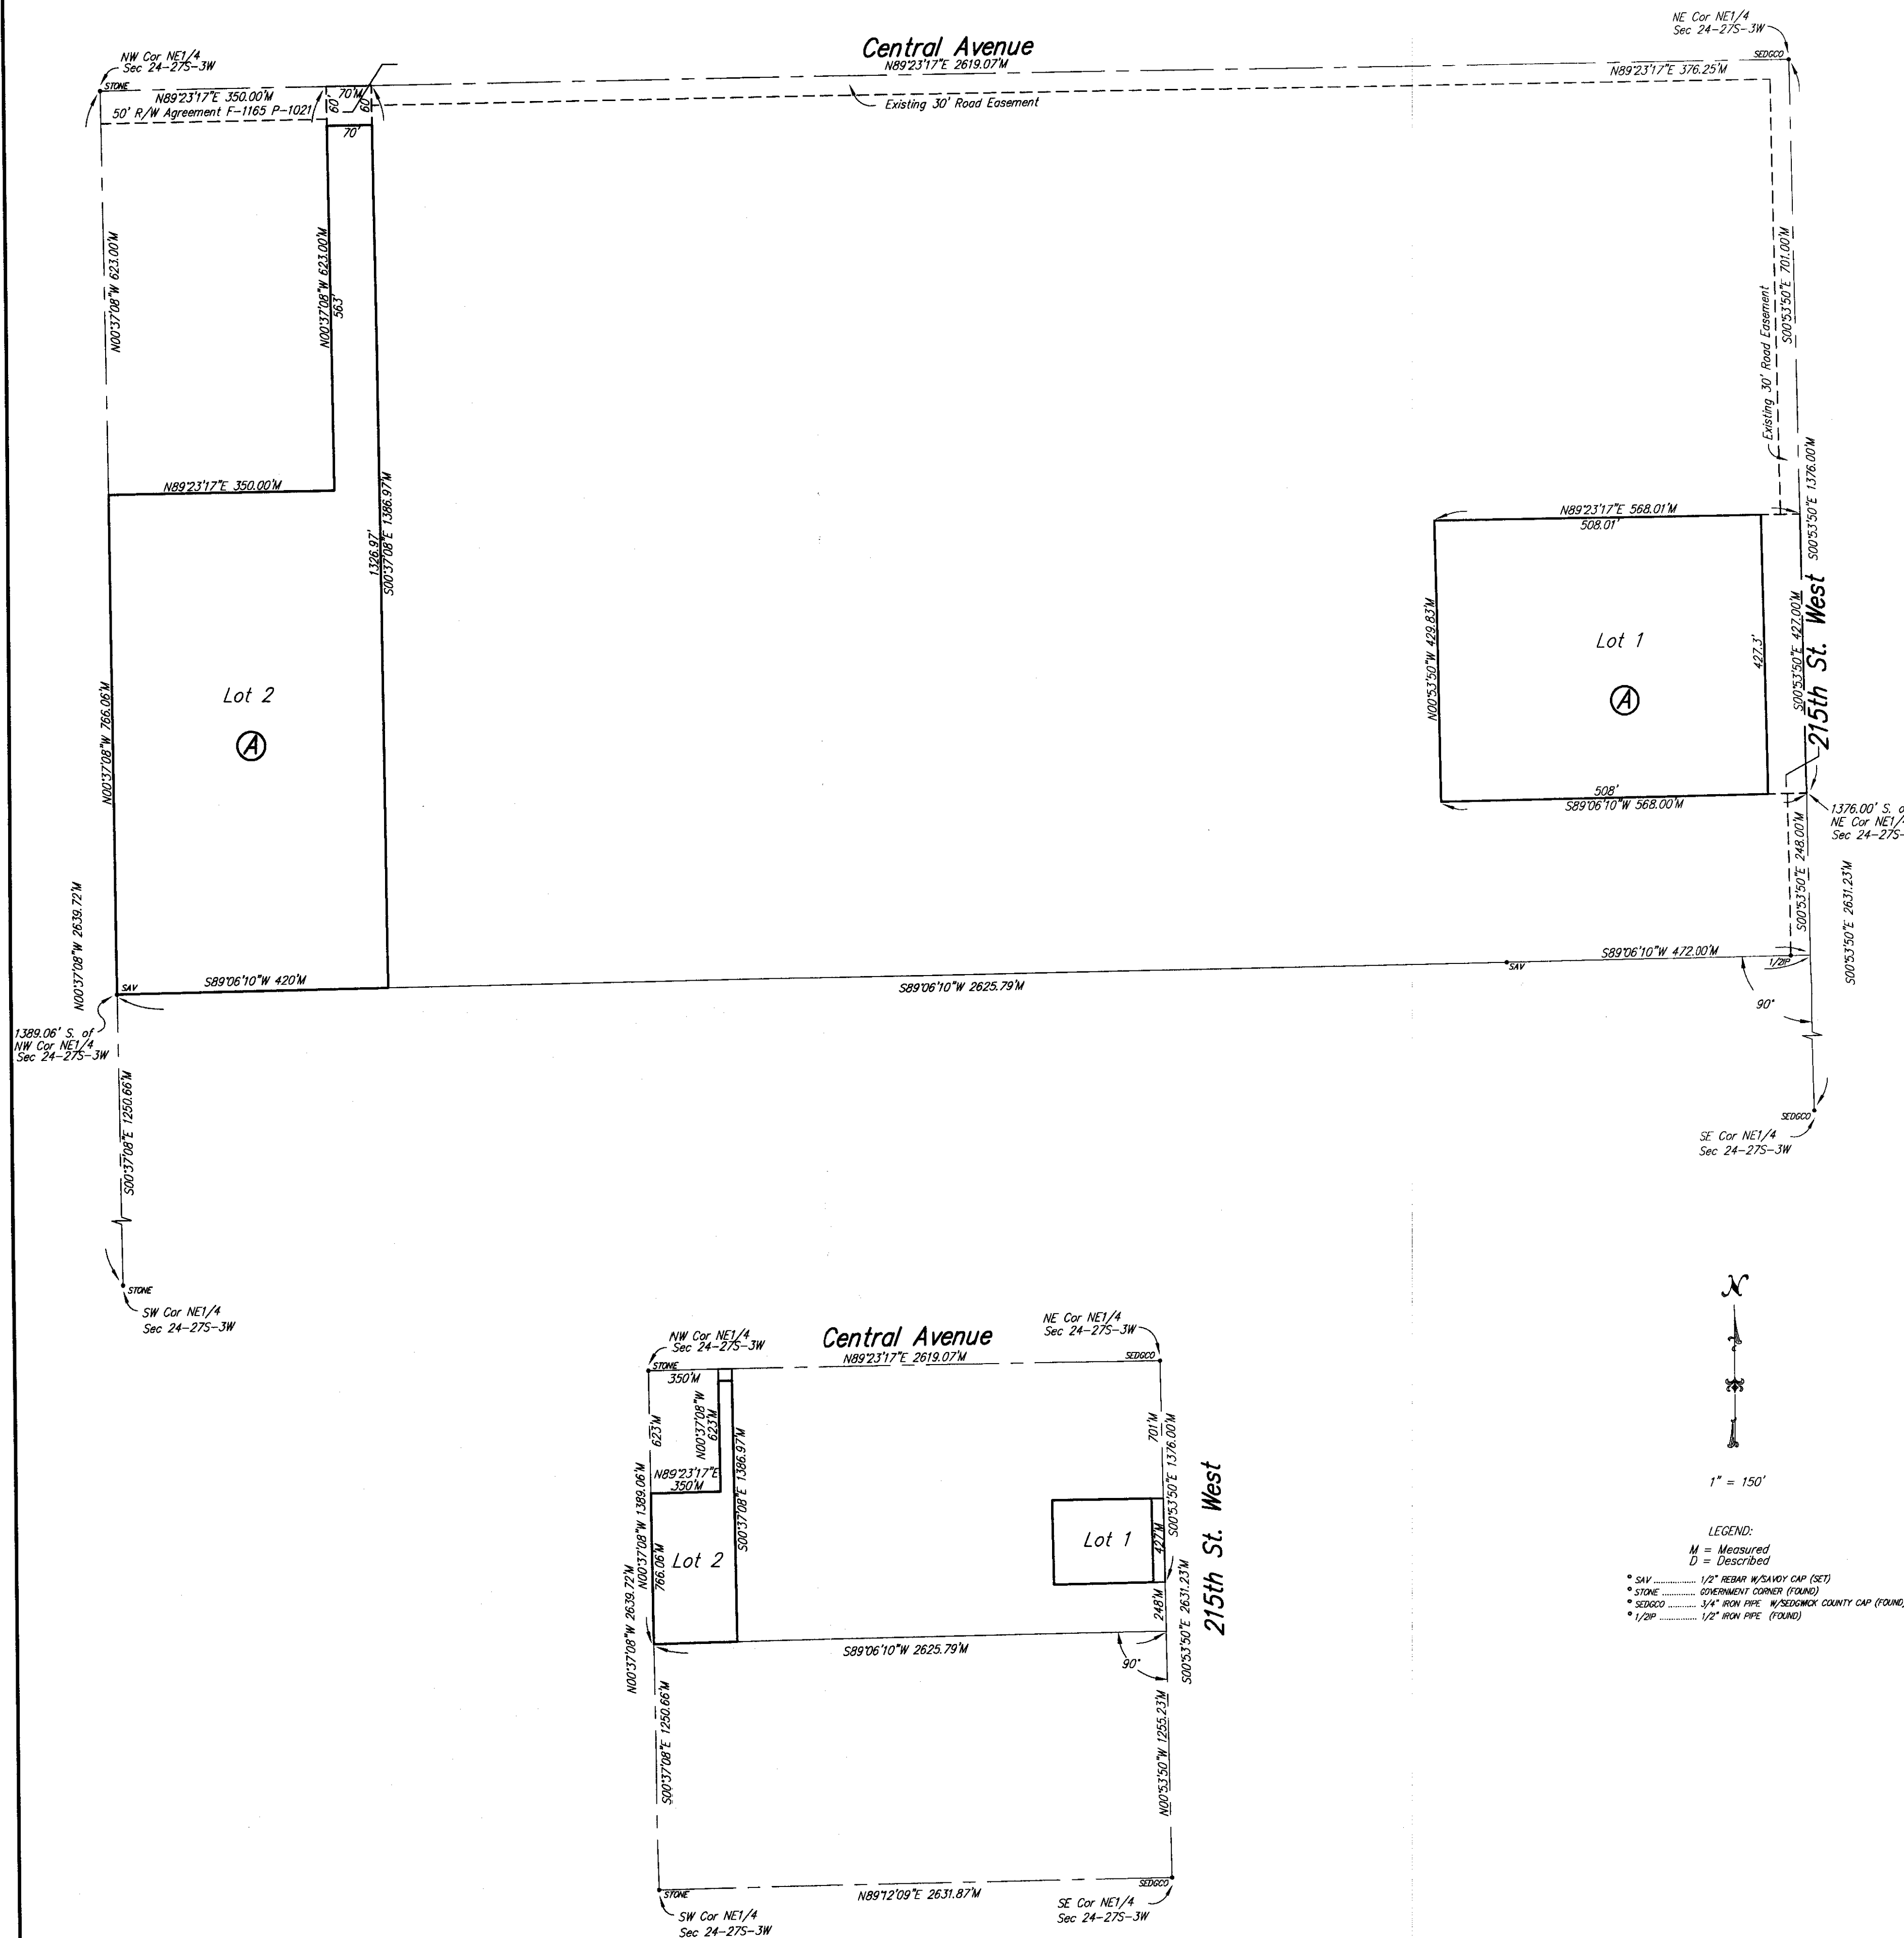 NE Cor NE1/4
Sec 24-27S-3W
Central Avenue
NW Cor NE1/4
Sec 24-27S-3W
N89°23'17"E 2619.07'M
SEDGCO
STONE
N89°23'17"E 350.00'M
70'M
N89°23'17"E 376.25'M
50' R/W Agreement F-1165 P-1021
60'
60'
Existing 30' Road Easement
70'
N00°37'08"W 623.00'M
N00°37'08"W 623.00'M
563'
S00°53'50"E 701.00'M
Existing 30' Road Easement
N89°23'17"E 350.00'M
1326.97'
S00°37'08"E 1386.97'M
S00°53'50"E 1376.00'M
N89°23'17"E 568.01'M
508.01'
N00°53'50"W 429.83'M
Lot 1
A
427.3'
S00°53'50"E 427.00'M
215th St. West
N00°37'08"W 766.06'M
Lot 2
A
508'
S89°06'10"W 568.00'M
1376.00' S.
NE Cor NE1/
Sec 24-27S-
S00°53'50"E 248.00'M
S00°53'50"E 2631.23'M
N00°37'08"W 2639.72'M
SAV
S89°06'10"W 420'M
S89°06'10"W 2625.79'M
SAV
S89°06'10"W 472.00'M
1/2IP
90°
1389.06' S. of
NW Cor NE1/4
Sec 24-27S-3W
S00°37'08"E 1250.66'M
SEDGCO
SE Cor NE1/4
Sec 24-27S-3W
STONE
SW Cor NE1/4
Sec 24-27S-3W
NW Cor NE1/4
Sec 24-27S-3W
Central Avenue
NE Cor NE1/4
Sec 24-27S-3W
N89°23'17"E 2619.07'M
STONE
SEDGCO
350'M
623'M
N00°37'08"W
623'M
N89°23'17"E
350'M
S00°37'08"E 1386.97'M
N00°37'08"W 1389.06'M
766.06'M
N00°37'08"W 2639.72'M
Lot 2
701'M
S00°53'50"E 1376.00'M
Lot 1
427'M
248'M
S00°53'50"E 2631.23'M
215th St. West
S89°06'10"W 2625.79'M
90°
S00°37'08"E 1250.66'M
N00°53'50"W 1255.23'M
STONE
N89°12'09"E 2631.87'M
SEDGCO
SW Cor NE1/4
Sec 24-27S-3W
SE Cor NE1/4
Sec 24-27S-3W
N
1" = 150'
LEGEND:
M = Measured
D = Described
SAV ................ 1/2" REBAR W/SAVOY CAP (SET)
STONE ............ GOVERNMENT CORNER (FOUND)
SEDGCO .......... 3/4" IRON PIPE W/SEDGWICK COUNTY CAP (FOUND)
1/2IP .............. 1/2" IRON PIPE (FOUND)